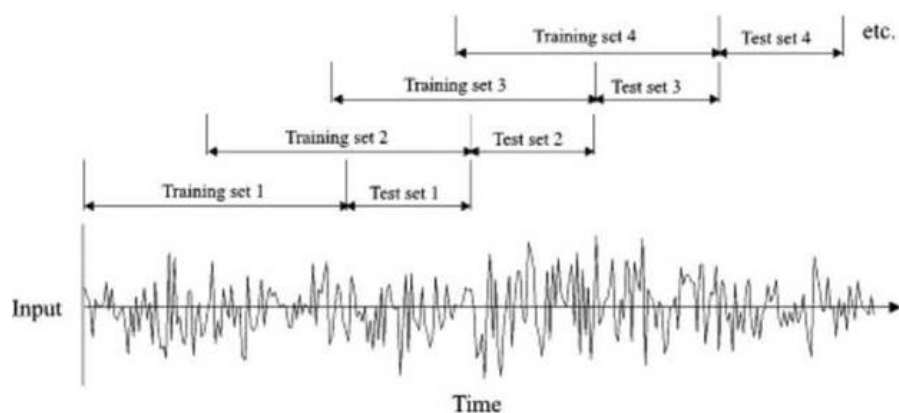 Training set 4
Test set 4
etc.
Training set 3
Test set 3
Training set 2
Test set 2
Training set 1
Test set 1
Input
Time